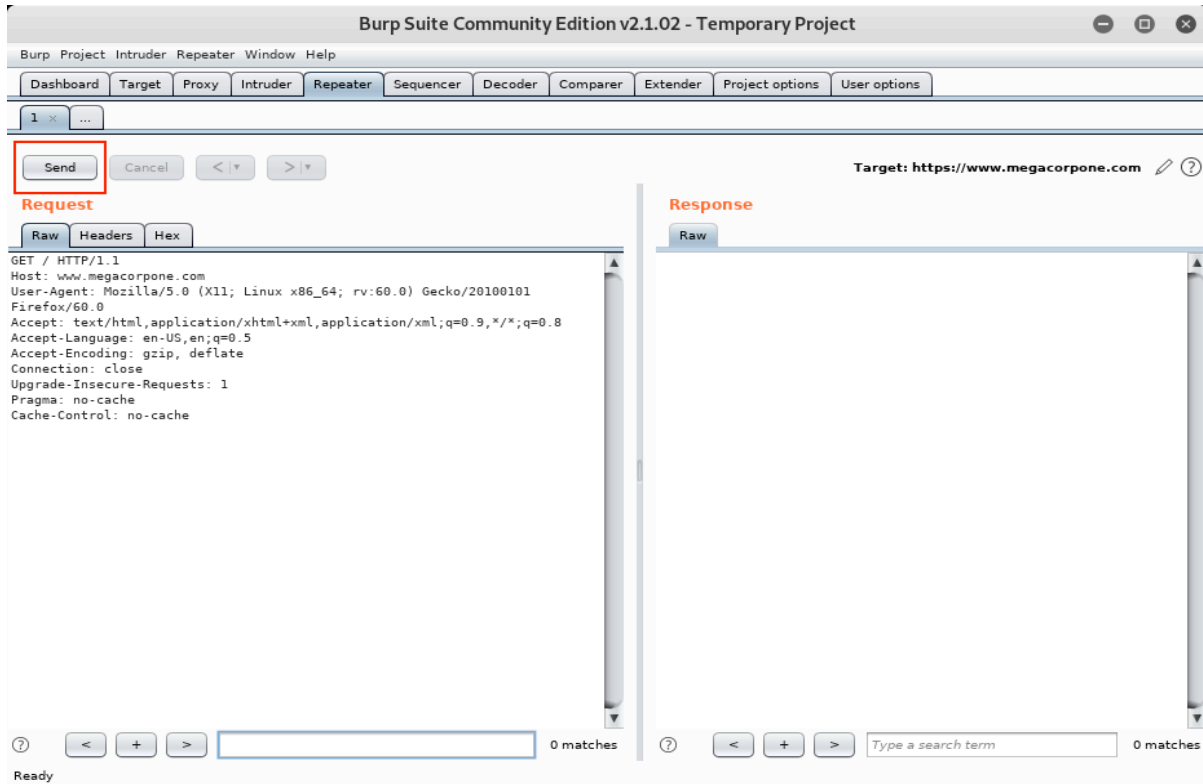 Burp Suite Community Edition v2.1.02 - Temporary Project
Burp Project Intruder Repeater Window Help
Dashboard Target Proxy Intruder Repeater Sequencer Decoder Comparer Extender Project options User options
1 × ...
Send Cancel < | ▼ > | ▼ Target: https://www.megacorpone.com ?
Request Response
Raw Headers Hex Raw
GET / HTTP/1.1
Host: www.megacorpone.com
User-Agent: Mozilla/5.0 (X11; Linux x86_64; rv:60.0) Gecko/20100101
Firefox/60.0
Accept: text/html,application/xhtml+xml,application/xml;q=0.9,*/*;q=0.8
Accept-Language: en-US,en;q=0.5
Accept-Encoding: gzip, deflate
Connection: close
Upgrade-Insecure-Requests: 1
Pragma: no-cache
Cache-Control: no-cache
? < + > 0 matches ? < + > Type a search term 0 matches
Ready